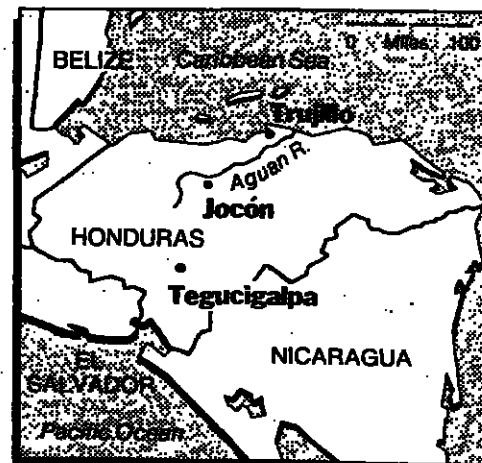 0 Miles 100
BELIZE
Caribbean Sea
Trujillo
Aguan R.
Jocón
HONDURAS
Tegucigalpa
NICARAGUA
EL
SALVADOR
Pacific Ocean